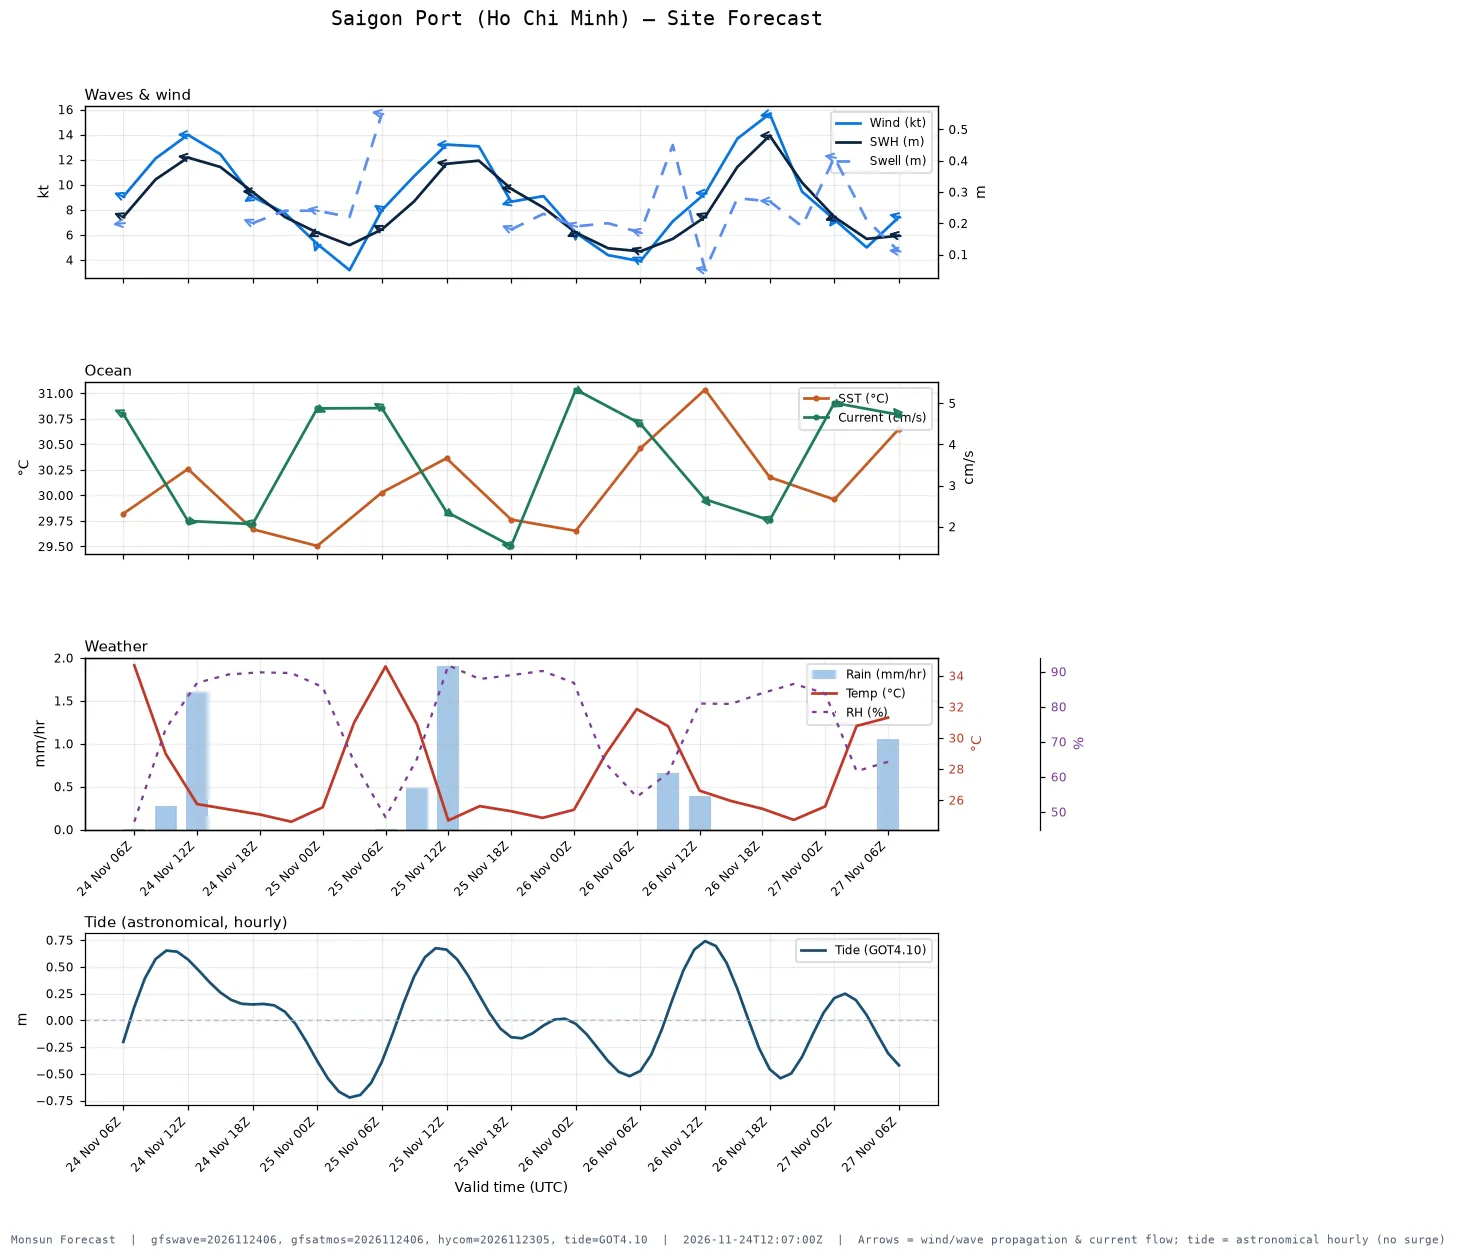 Saigon Port (Ho Chi Minh) — Site Forecast
Waves & wind
16
14
12
10
8
6
4
kt
0.5
0.4
0.3
0.2
0.1
m
Wind (kt)
SWH (m)
Swell (m)
Ocean
31.00
30.75
30.50
30.25
30.00
29.75
29.50
°C
5
4
3
2
cm/s
SST (°C)
Current (cm/s)
Weather
2.0
1.5
1.0
0.5
0.0
mm/hr
34
32
30
28
26
°C
90
80
70
60
50
%
Rain (mm/hr)
Temp (°C)
RH (%)
24 Nov 06Z
24 Nov 12Z
24 Nov 18Z
25 Nov 00Z
25 Nov 06Z
25 Nov 12Z
25 Nov 18Z
26 Nov 00Z
26 Nov 06Z
26 Nov 12Z
26 Nov 18Z
27 Nov 00Z
27 Nov 06Z
Tide (astronomical, hourly)
0.75
0.50
0.25
0.00
−0.25
−0.50
−0.75
m
Tide (GOT4.10)
24 Nov 06Z
24 Nov 12Z
24 Nov 18Z
25 Nov 00Z
25 Nov 06Z
25 Nov 12Z
25 Nov 18Z
26 Nov 00Z
26 Nov 06Z
26 Nov 12Z
26 Nov 18Z
27 Nov 00Z
27 Nov 06Z
Valid time (UTC)
Monsun Forecast | gfswave=2026112406, gfsatmos=2026112406, hycom=2026112305, tide=GOT4.10 | 2026-11-24T12:07:00Z | Arrows = wind/wave propagation & current flow; tide = astronomical hourly (no surge)